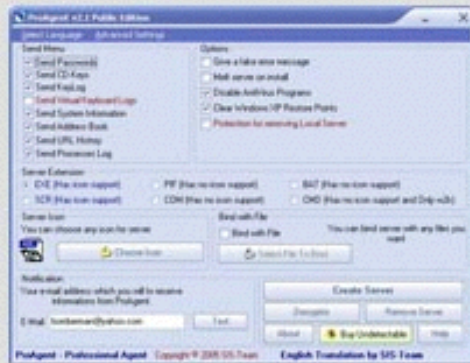 ProAgent v2.1 Public Edition
Select Language Advanced Settings
Send Menu
Send Passwords
Send CD-Keys
Send KeyLog
Send Virtual Keyboard Logs
Send System Information
Send Address Book
Send URL History
Send Processes Log
Options
Give a fake error message
Melt server on install
Disable AntiVirus Programs
Clear Windows XP Restore Points
Protection for removing Local Server
Server Extension
EXE (Has icon support)
PIF (Has no icon support)
BAT (Has no icon support)
SCR (Has icon support)
COM (Has no icon support)
CMD (Has no icon support and Only
Server Icon
You can choose any icon for server
Choose Icon
Bind with File
Bind with File
You can bind server with any files you
want
Select File To Bind
Notification
Your e-mail address which you will to receive
informations from ProAgent.
E-Mail:
Test
Create Server
Remove Server
About
Buy Undetectable
Help
ProAgent - Professional Agent Copyright © 2005 SIS-Team English Translation by SIS-Team